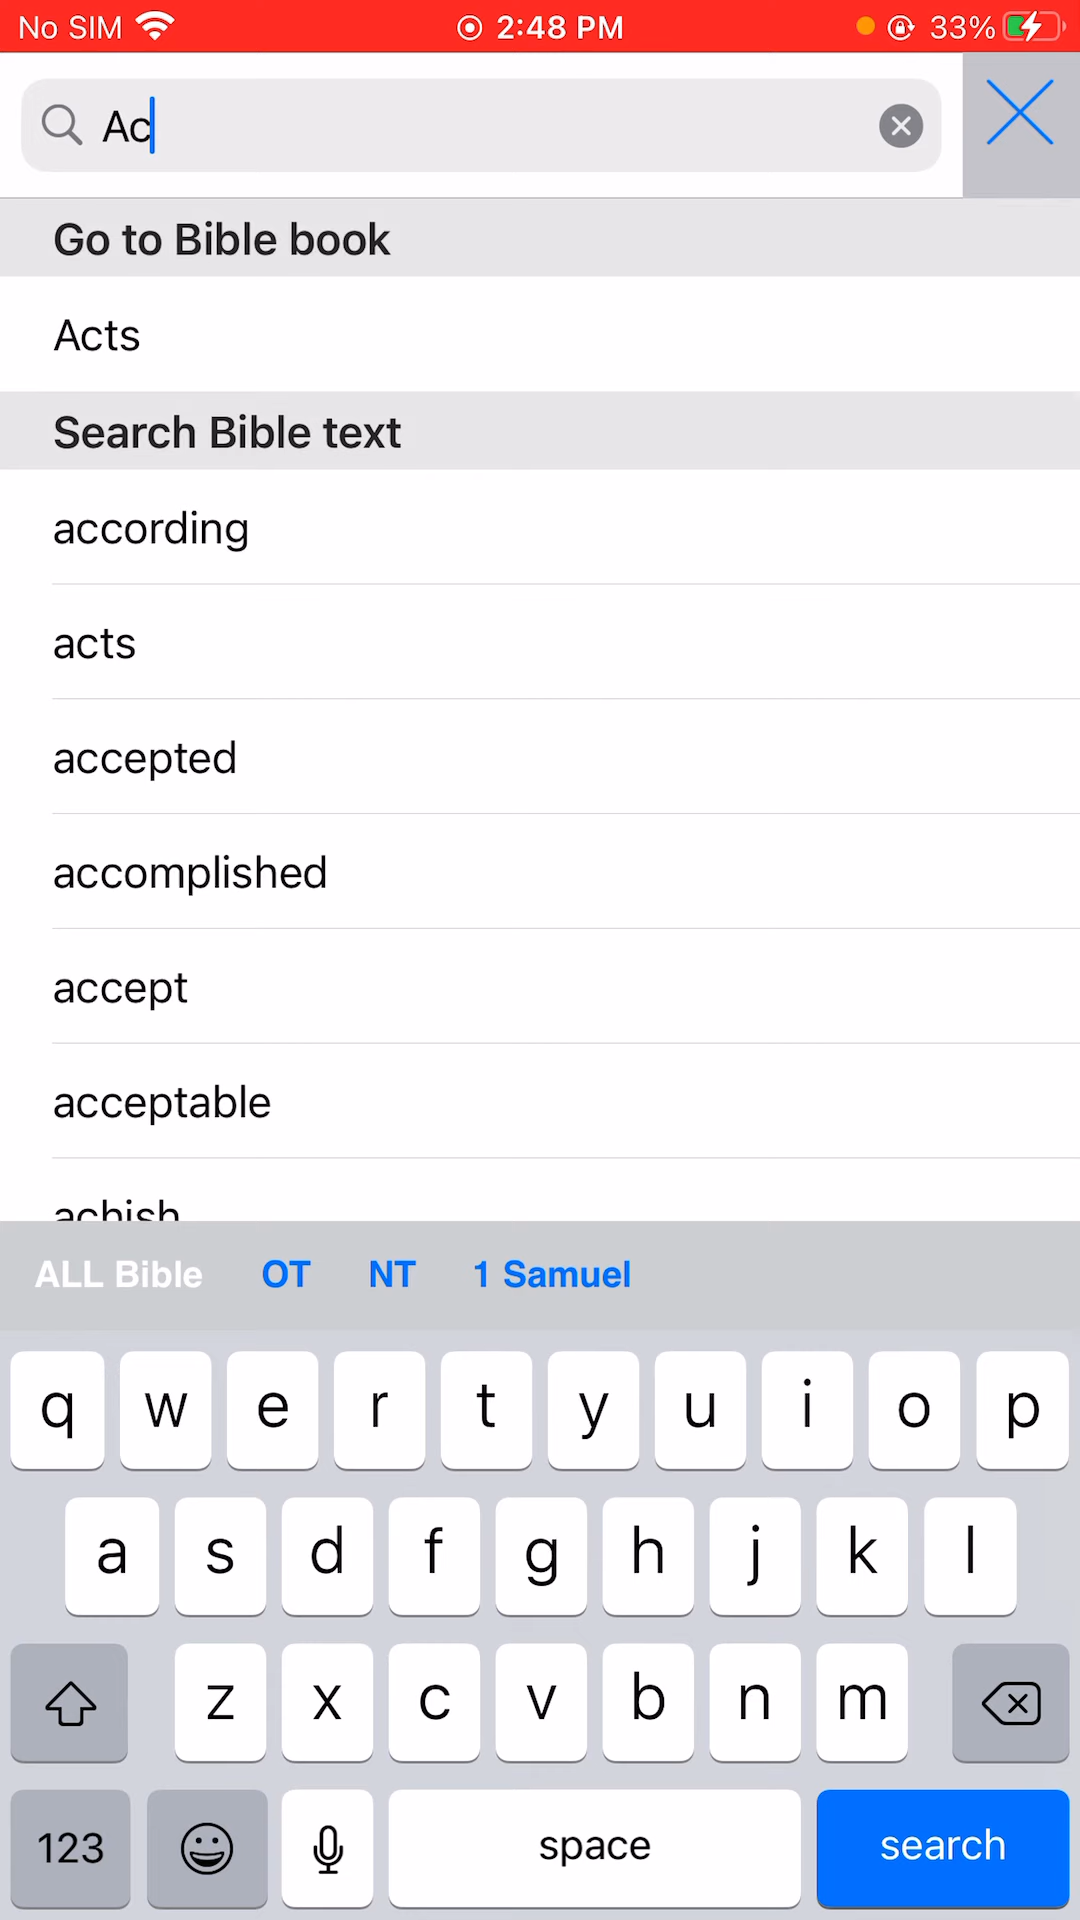 No SIM 2:48 PM 33%
Ac
Go to Bible book
Acts
Search Bible text
according
acts
accepted
accomplished
accept
acceptable
achish
ALL Bible OT NT 1 Samuel
q w e r t y u i o p
a s d f g h j k l
z x c v b n m
123 space search